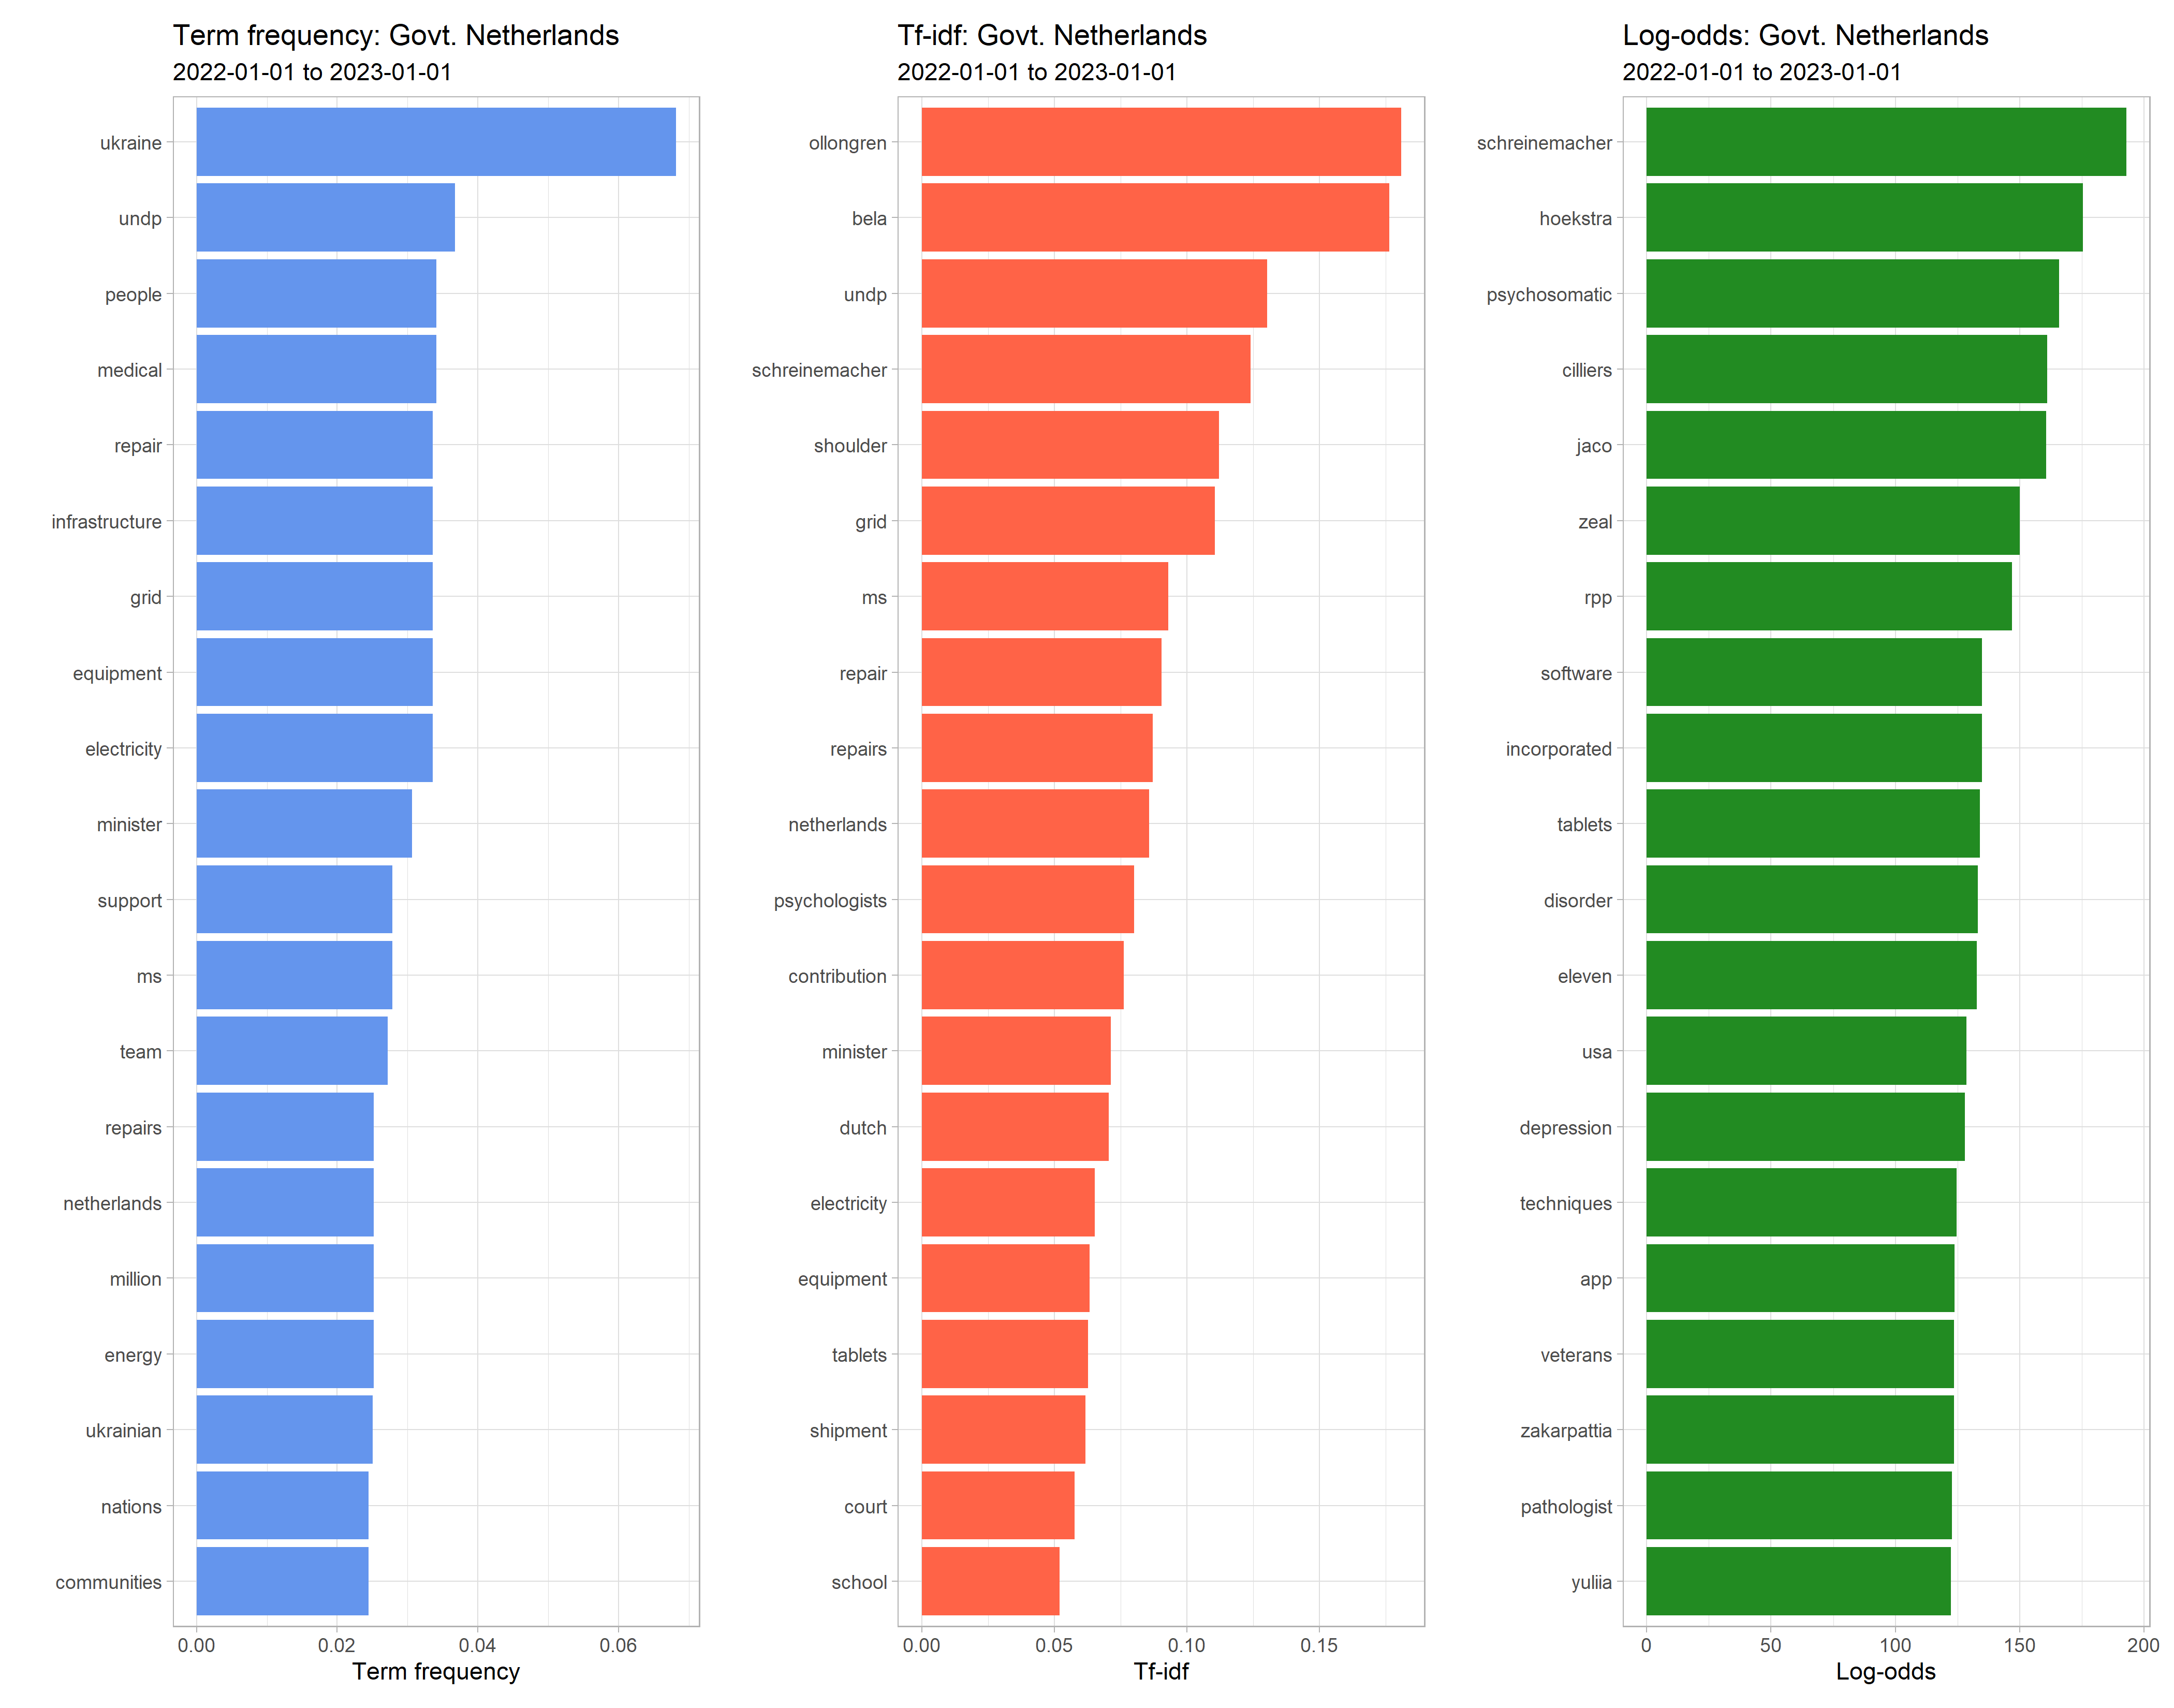 Term frequency: Govt. Netherlands
2022-01-01 to 2023-01-01
ukraine
undp
people
medical
repair
infrastructure
grid
equipment
electricity
minister
support
ms
team
repairs
netherlands
million
energy
ukrainian
nations
communities
0.00 0.02 0.04 0.06
Term frequency
Tf-idf: Govt. Netherlands
2022-01-01 to 2023-01-01
ollongren
bela
undp
schreinemacher
shoulder
grid
ms
repair
repairs
netherlands
psychologists
contribution
minister
dutch
electricity
equipment
tablets
shipment
court
school
0.00 0.05 0.10 0.15
Tf-idf
Log-odds: Govt. Netherlands
2022-01-01 to 2023-01-01
schreinemacher
hoekstra
psychosomatic
cilliers
jaco
zeal
rpp
software
incorporated
tablets
disorder
eleven
usa
depression
techniques
app
veterans
zakarpattia
pathologist
yuliia
0 50 100 150 200
Log-odds